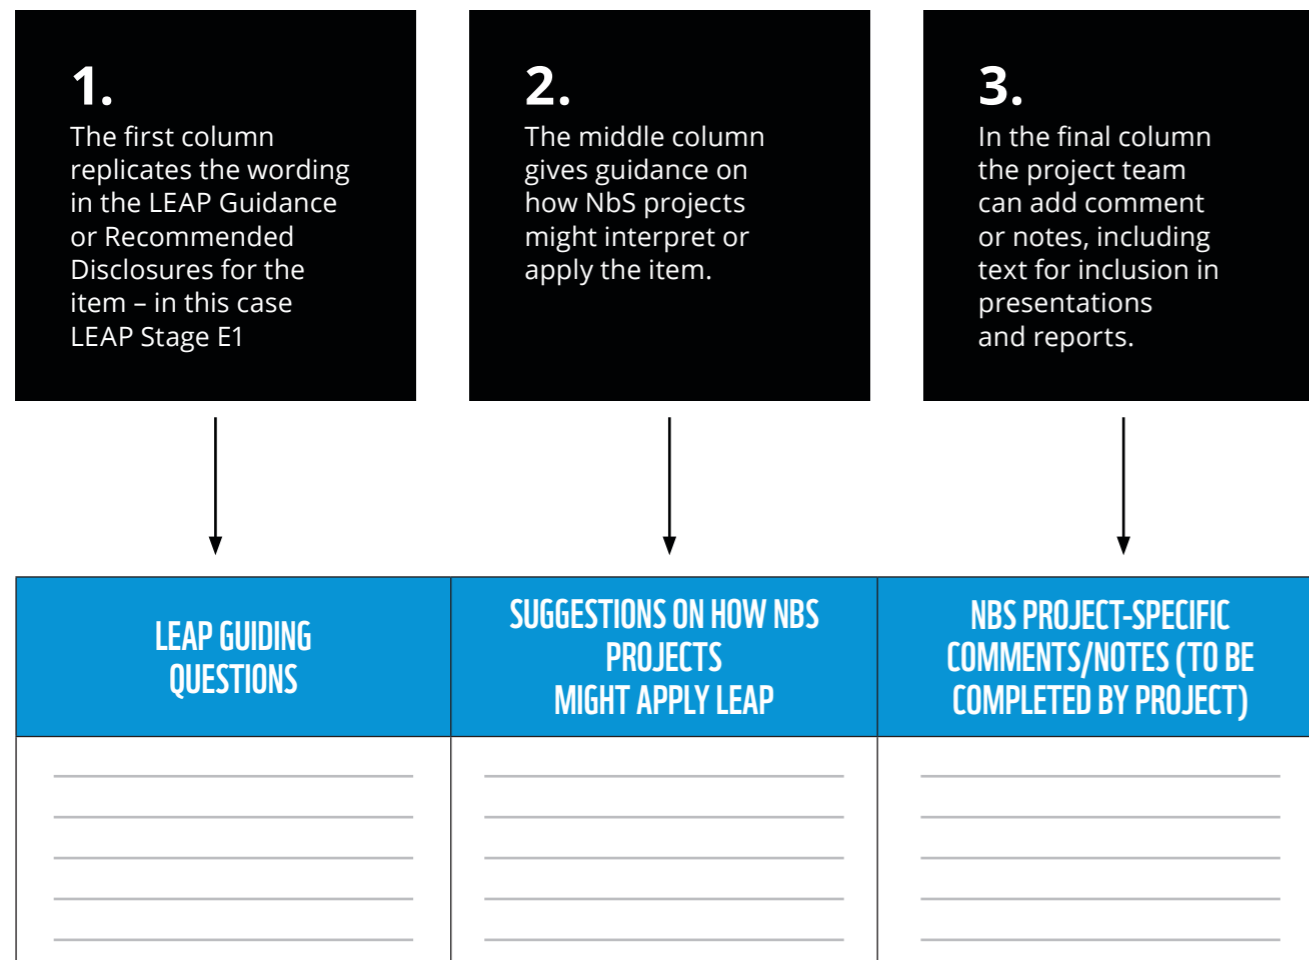 1.
The first column
replicates the wording
in the LEAP Guidance
or Recommended
Disclosures for the
item – in this case
LEAP Stage E1
2.
The middle column
gives guidance on
how NbS projects
might interpret or
apply the item.
3.
In the final column
the project team
can add comment
or notes, including
text for inclusion in
presentations
and reports.
LEAP GUIDING
QUESTIONS
SUGGESTIONS ON HOW NBS
PROJECTS
MIGHT APPLY LEAP
NBS PROJECT-SPECIFIC
COMMENTS/NOTES (TO BE
COMPLETED BY PROJECT)